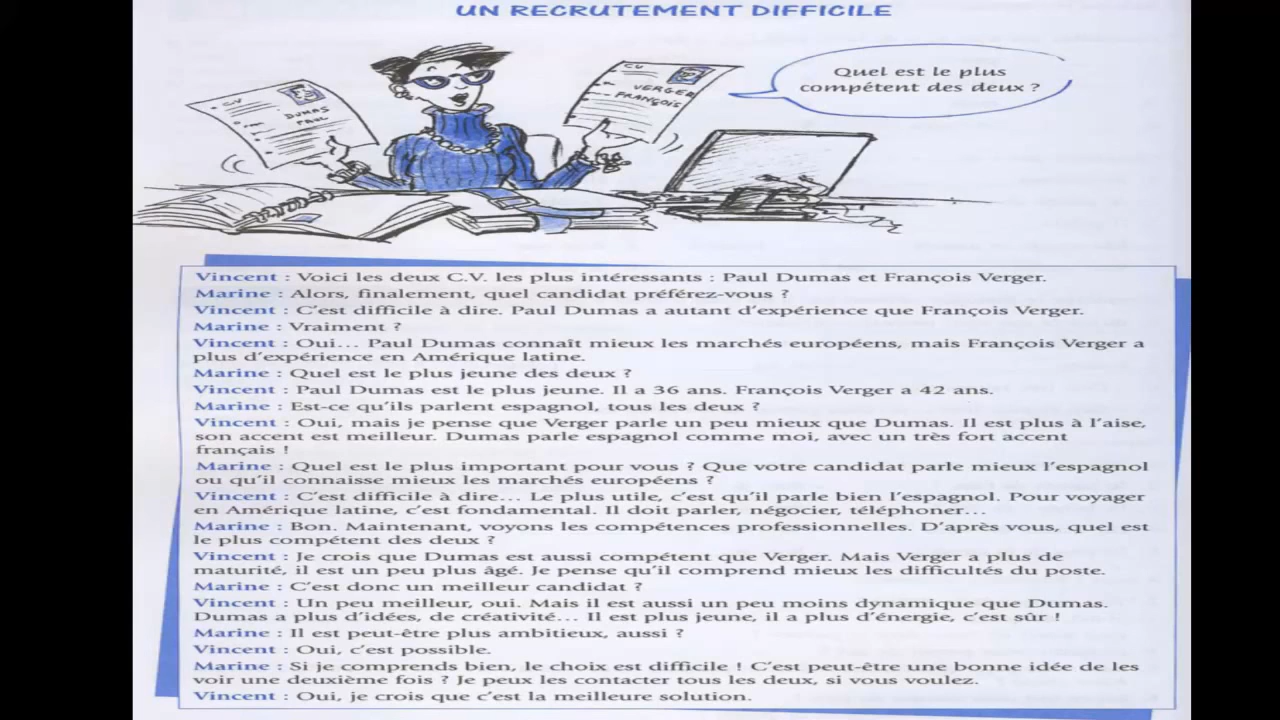 UN RECRUTEMENT DIFFICILE
C.V
DUMAS
PAUL
CV
VERGER
FRANÇOIS
Quel est le plus
compétent des deux ?
Vincent : Voici les deux C.V. les plus intéressants : Paul Dumas et François Verger.
Marine : Alors, finalement, quel candidat préférez-vous ?
Vincent : C'est difficile à dire. Paul Dumas a autant d'expérience que François Verger.
Marine : Vraiment ?
Vincent : Oui... Paul Dumas connaît mieux les marchés européens, mais François Verger a
plus d'expérience en Amérique latine.
Marine : Quel est le plus jeune des deux ?
Vincent : Paul Dumas est le plus jeune. Il a 36 ans. François Verger a 42 ans.
Marine : Est-ce qu'ils parlent espagnol, tous les deux ?
Vincent : Oui, mais je pense que Verger parle un peu mieux que Dumas. Il est plus à l'aise,
son accent est meilleur. Dumas parle espagnol comme moi, avec un très fort accent
français !
Marine : Quel est le plus important pour vous ? Que votre candidat parle mieux l'espagnol
ou qu'il connaisse mieux les marchés européens ?
Vincent : C'est difficile à dire... Le plus utile, c'est qu'il parle bien l'espagnol. Pour voyager
en Amérique latine, c'est fondamental. Il doit parler, négocier, téléphoner...
Marine : Bon. Maintenant, voyons les compétences professionnelles. D'après vous, quel est
le plus compétent des deux ?
Vincent : Je crois que Dumas est aussi compétent que Verger. Mais Verger a plus de
maturité, il est un peu plus âgé. Je pense qu'il comprend mieux les difficultés du poste.
Marine : C'est donc un meilleur candidat ?
Vincent : Un peu meilleur, oui. Mais il est aussi un peu moins dynamique que Dumas.
Dumas a plus d'idées, de créativité... Il est plus jeune, il a plus d'énergie, c'est sûr !
Marine : Il est peut-être plus ambitieux, aussi ?
Vincent : Oui, c'est possible.
Marine : Si je comprends bien, le choix est difficile ! C'est peut-être une bonne idée de les
voir une deuxième fois ? Je peux les contacter tous les deux, si vous voulez.
Vincent : Oui, je crois que c'est la meilleure solution.